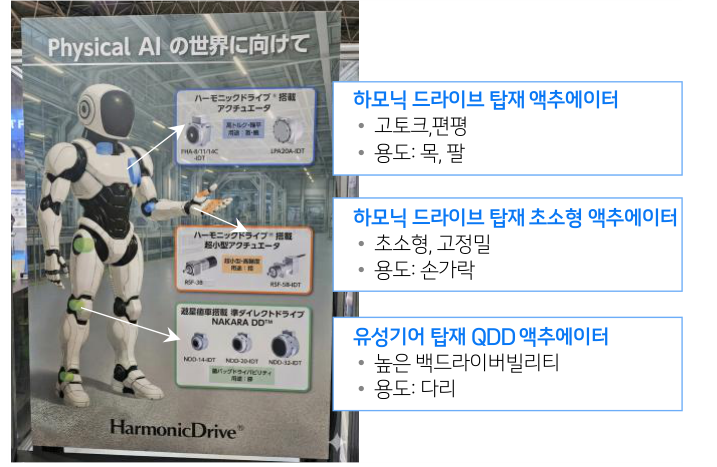 Physical AI の世界に向けて
ハーモニックドライブ®搭載
アクチュエータ
高トルク・扁平
FHA-8/11/14C
-IDT
LPA20A-IDT
ハーモニックドライブ®搭載
超小型アクチュエータ
超小型・高精度
用途：指
RSF-3B
RSF-5B-IDT
遊星歯車搭載 準ダイレクトドライブ
NAKARA DD™
NDD-14-IDT
NDD-20-IDT
NDD-32-IDT
高バックドライバビリティ
用途：脚
HarmonicDrive®
하모닉 드라이브 탑재 액추에이터
• 고토크,편평
• 용도: 목, 팔
하모닉 드라이브 탑재 초소형 액추에이터
• 초소형, 고정밀
• 용도: 손가락
유성기어 탑재 QDD 액추에이터
• 높은 백드라이버빌리티
• 용도: 다리